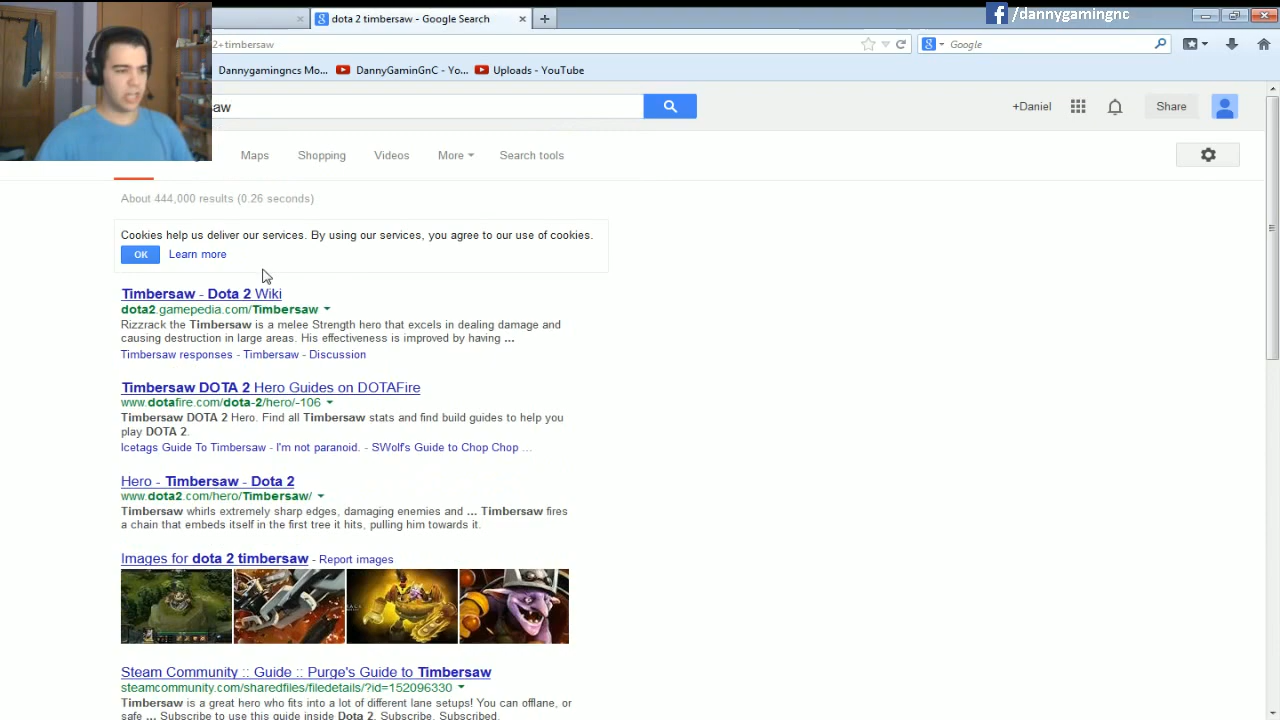 dota 2 timbersaw - Google Search
/dannygamingnc
2+timbersaw
Google
Dannygamingncs Mo...
DannyGaminGnC - Yo...
Uploads - YouTube
saw
+Daniel
Share
Maps
Shopping
Videos
More
Search tools
About 444,000 results (0.26 seconds)
Cookies help us deliver our services. By using our services, you agree to our use of cookies.
OK
Learn more
Timbersaw - Dota 2 Wiki
dota2.gamepedia.com/Timbersaw
Rizzrack the Timbersaw is a melee Strength hero that excels in dealing damage and
causing destruction in large areas. His effectiveness is improved by having ...
Timbersaw responses - Timbersaw - Discussion
Timbersaw DOTA 2 Hero Guides on DOTAFire
www.dotafire.com/dota-2/hero/-106
Timbersaw DOTA 2 Hero. Find all Timbersaw stats and find build guides to help you
play DOTA 2.
Icetags Guide To Timbersaw - I'm not paranoid. - SWolf's Guide to Chop Chop ...
Hero - Timbersaw - Dota 2
www.dota2.com/hero/Timbersaw/
Timbersaw whirls extremely sharp edges, damaging enemies and ... Timbersaw fires
a chain that embeds itself in the first tree it hits, pulling him towards it.
Images for dota 2 timbersaw - Report images
Steam Community :: Guide :: Purge's Guide to Timbersaw
steamcommunity.com/sharedfiles/filedetails/?id=152096330
Timbersaw is a great hero who fits into a lot of different lane setups! You can offlane, or
safe ... Subscribe to use this guide inside Dota 2. Subscribe. Subscribed.